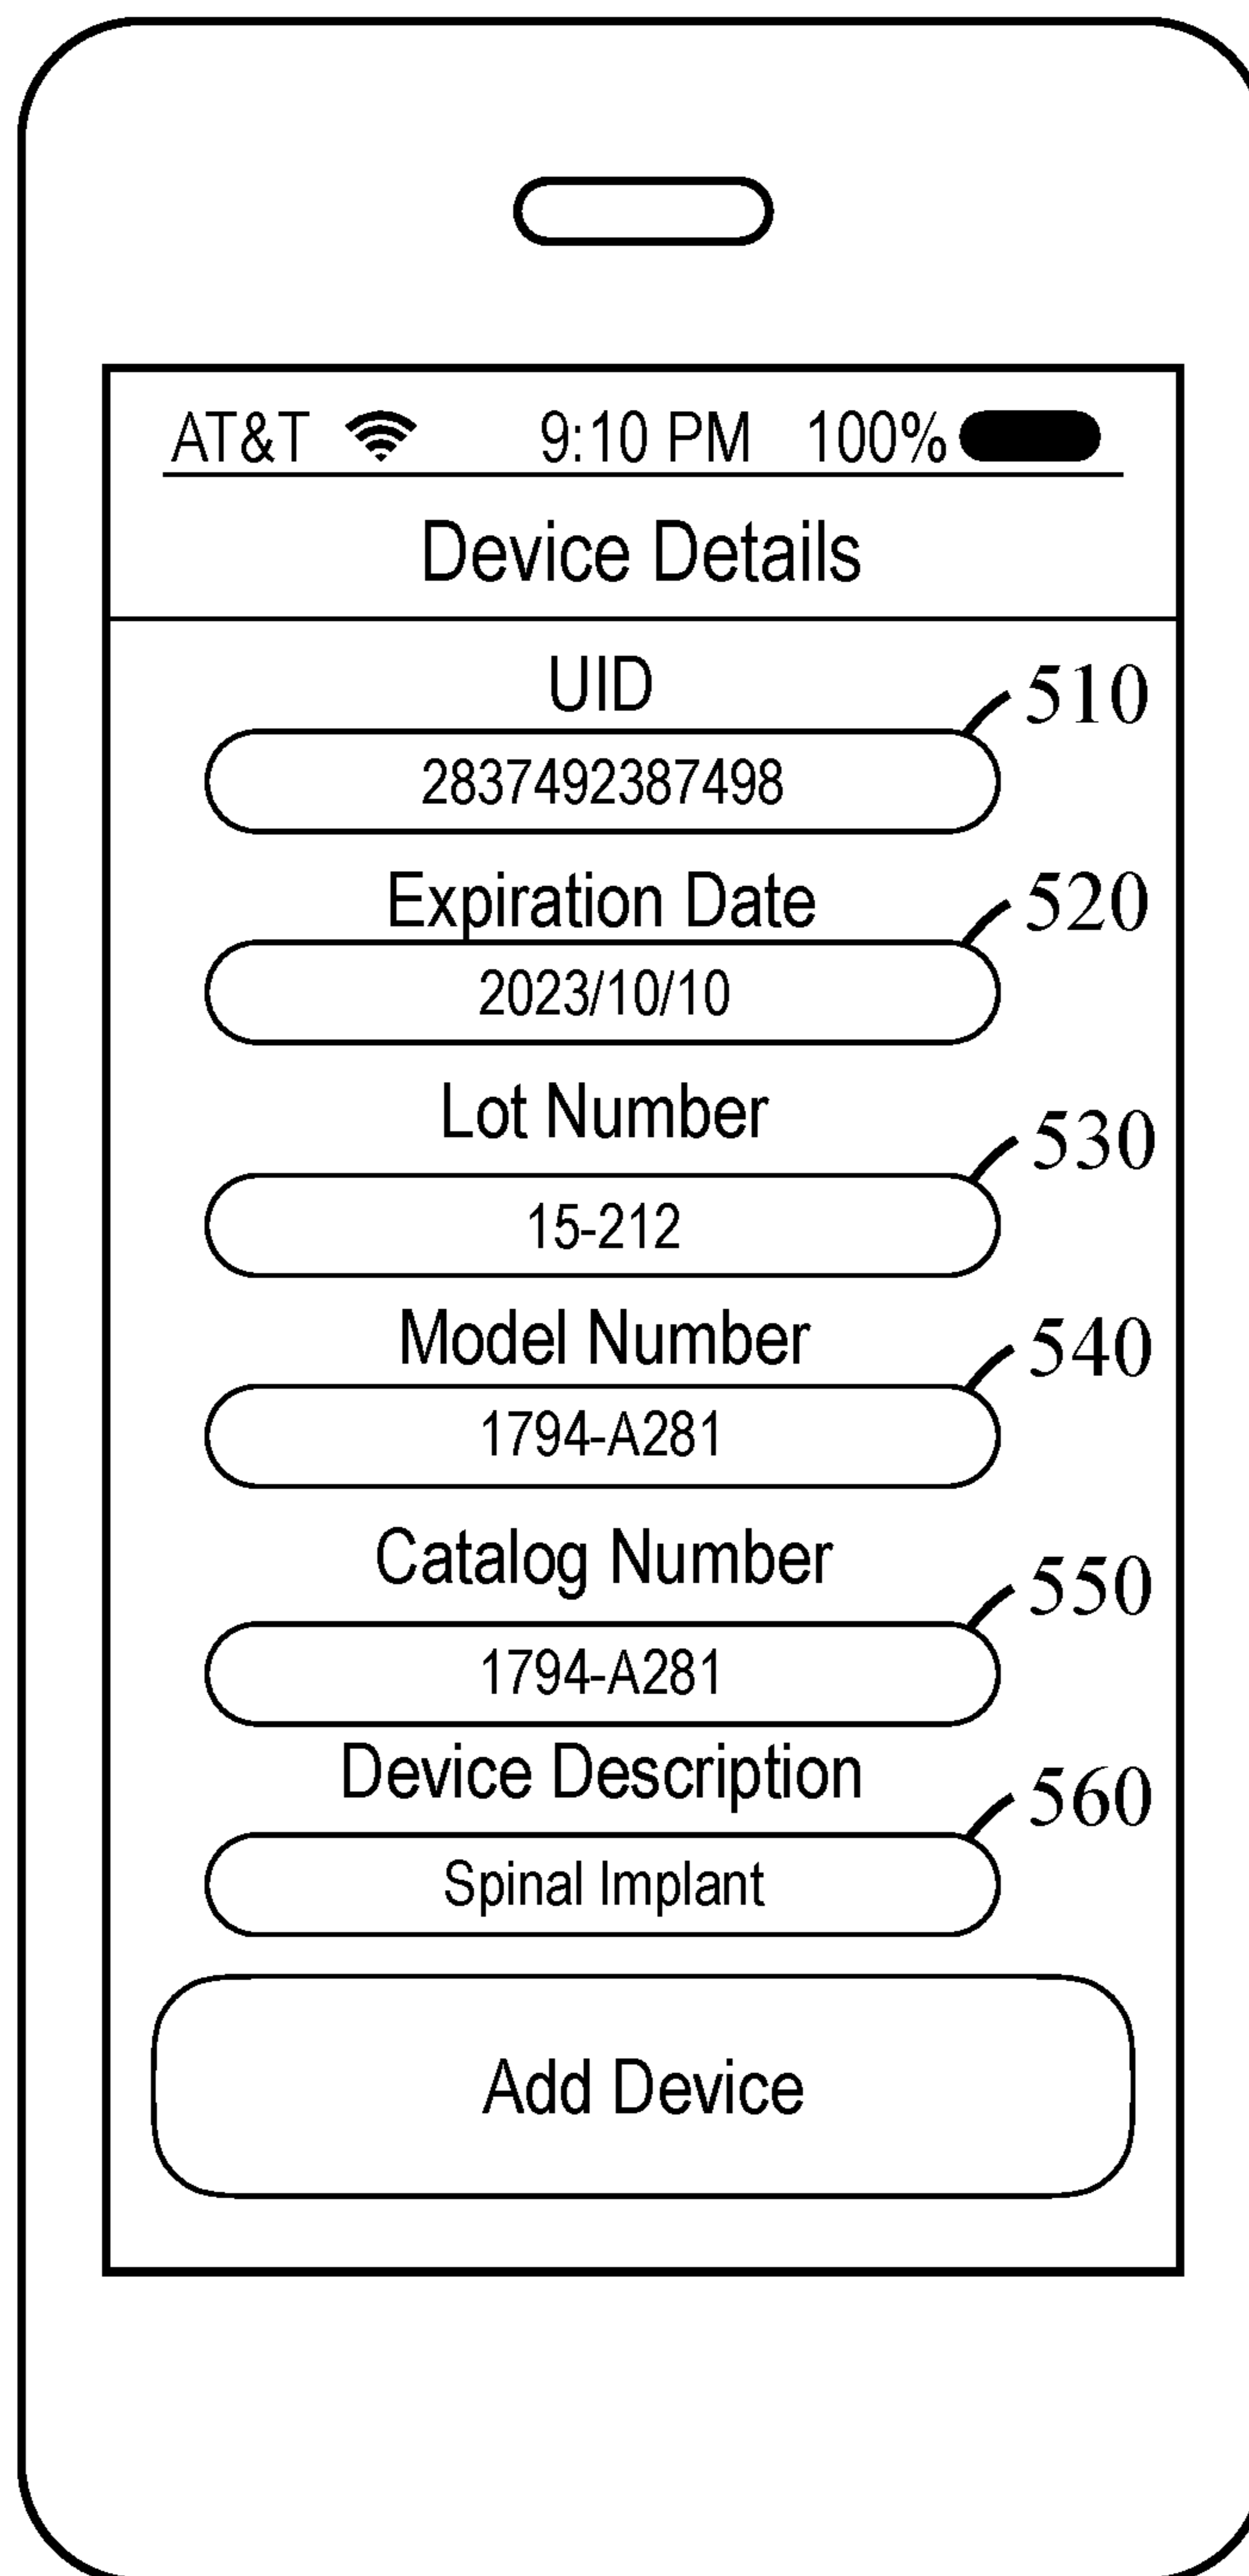 AT&T 9:10 PM 100%
Device Details
UID
510
2837492387498
Expiration Date
520
2023/10/10
Lot Number
530
15-212
Model Number
540
1794-A281
Catalog Number
550
1794-A281
Device Description
560
Spinal Implant
Add Device